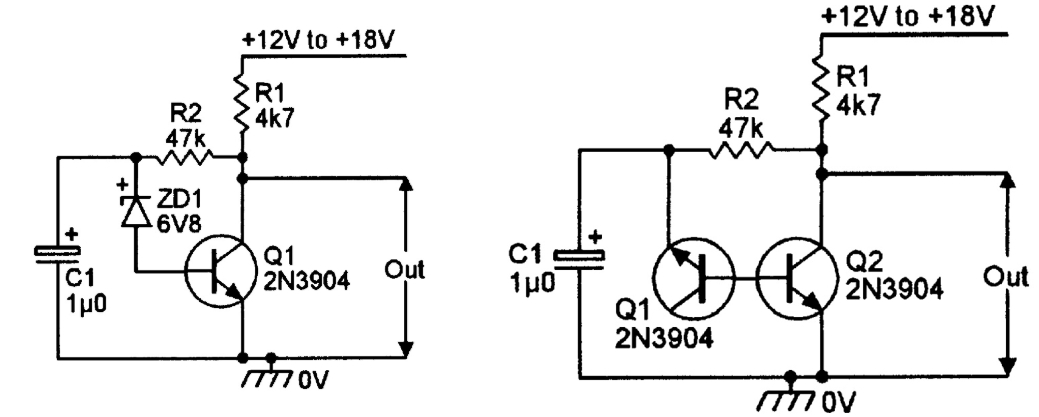 +12V to +18V
R1
4k7
R2
47k
+
ZD1
6V8
+
C1
1µ0
Q1
2N3904
Out
0V
+12V to +18V
R1
4k7
R2
47k
+
C1
1µ0
Q1
2N3904
Q2
2N3904
Out
0V